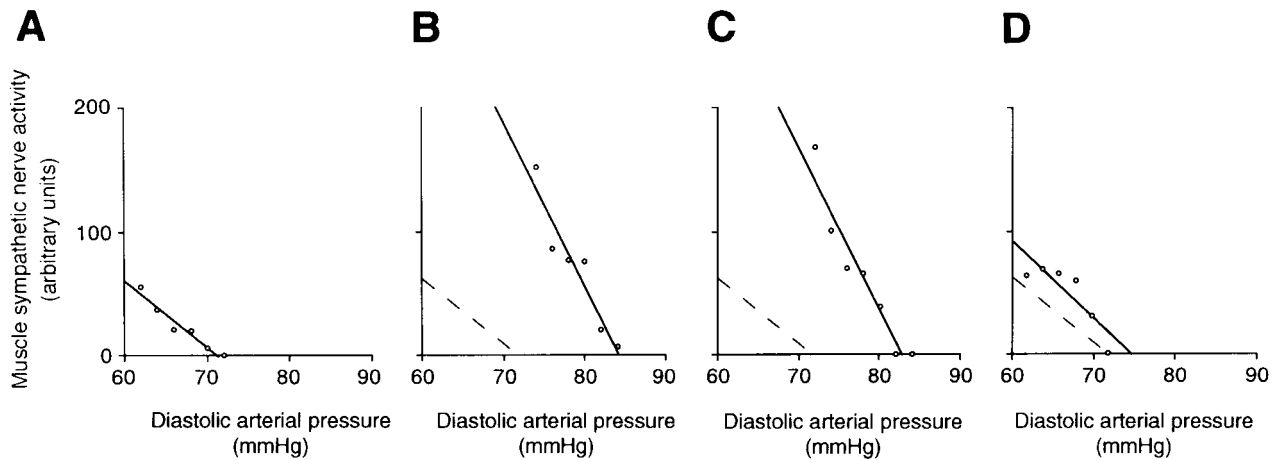 A
B
C
D
Muscle sympathetic nerve activity
(arbitrary units)
200
100
0
60 70 80 90
60 70 80 90
60 70 80 90
60 70 80 90
Diastolic arterial pressure
(mmHg)
Diastolic arterial pressure
(mmHg)
Diastolic arterial pressure
(mmHg)
Diastolic arterial pressure
(mmHg)